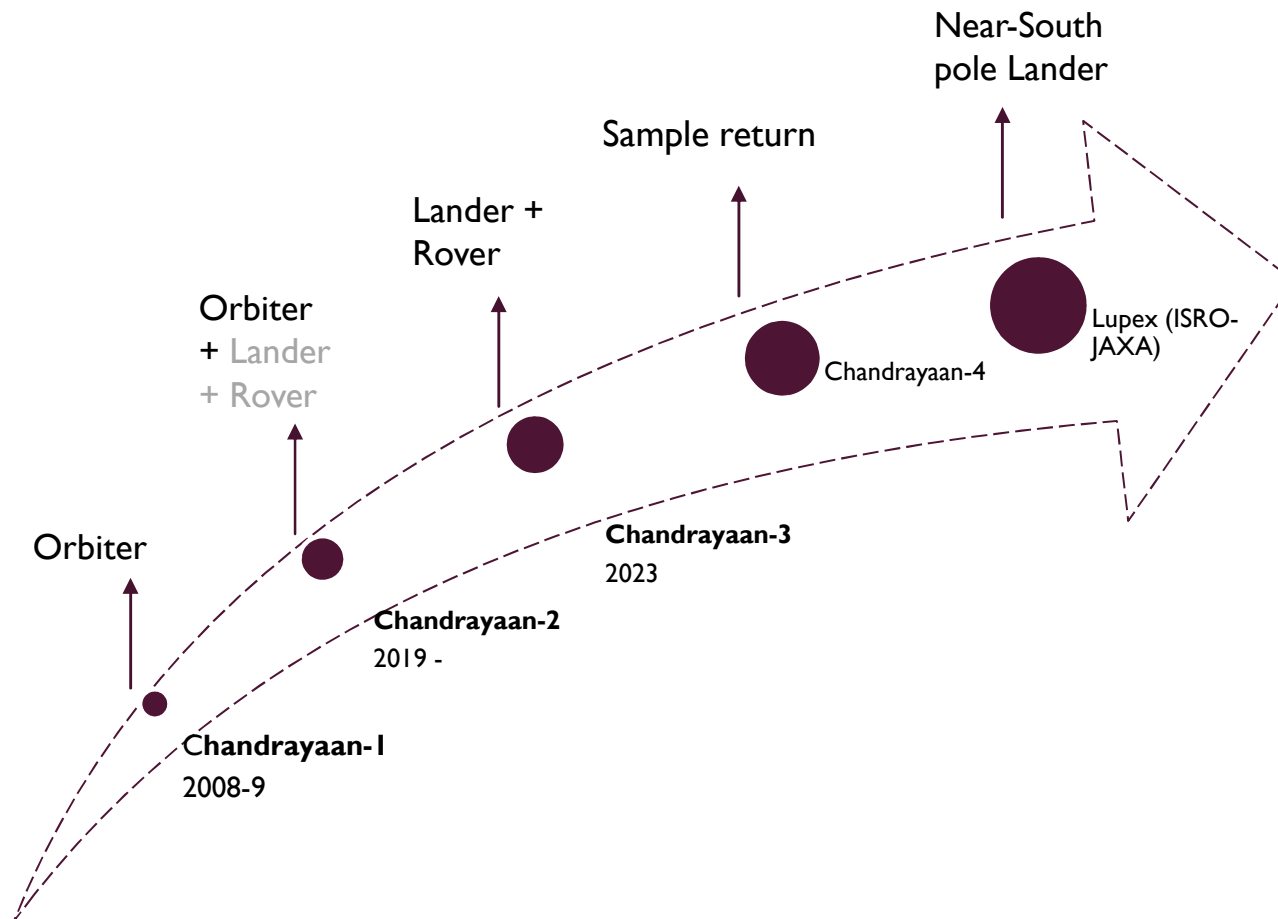 Near-South
pole Lander
Sample return
Lander +
Rover
Orbiter
+ Lander
+ Rover
Orbiter
Lupex (ISRO-
JAXA)
Chandrayaan-4
Chandrayaan-3
2023
Chandrayaan-2
2019 -
Chandrayaan-1
2008-9